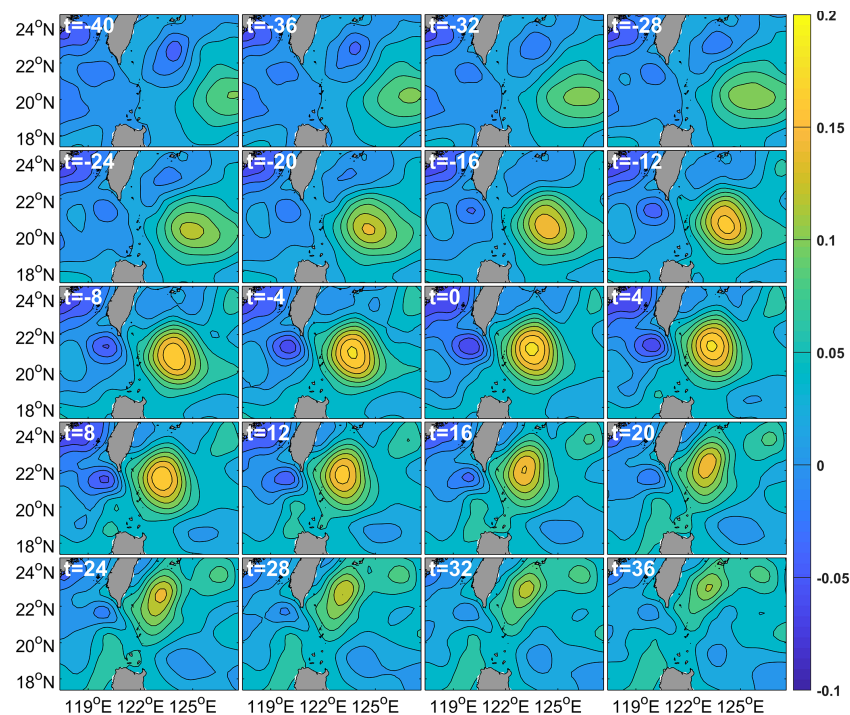 t=-40 t=-36 t=-32 t=-28 0.2
24°N
22°N
20°N
18°N
t=-24 t=-20 t=-16 t=-12 0.15
24°N
22°N
20°N
18°N
0.1
t=-8 t=-4 t=0 t=4
24°N
22°N
20°N
18°N
0.05
t=8 t=12 t=16 t=20
24°N
22°N
20°N
18°N
0
t=24 t=28 t=32 t=36
24°N
22°N
20°N
18°N
-0.05
-0.1
119°E 122°E 125°E 119°E 122°E 125°E 119°E 122°E 125°E 119°E 122°E 125°E